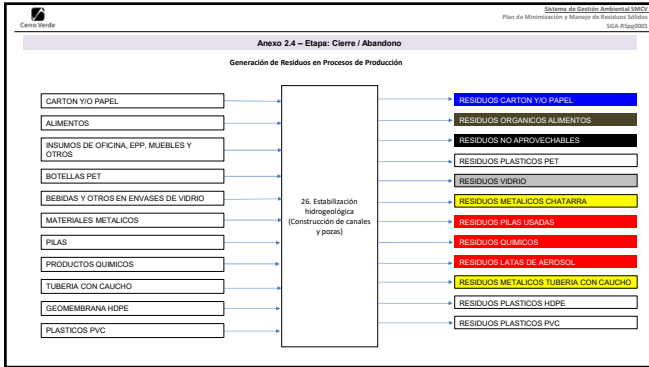 Cerro Verde
Sistema de Gestión Ambiental SMCV
Plan de Minimización y Manejo de Residuos Sólidos
SGA-RSpg0001
Anexo 2.4 – Etapa: Cierre / Abandono
Generación de Residuos en Procesos de Producción
CARTON Y/O PAPEL
ALIMENTOS
INSUMOS DE OFICINA, EPP, MUEBLES Y
OTROS
BOTELLAS PET
BEBIDAS Y OTROS EN ENVASES DE VIDRIO
MATERIALES METALICOS
PILAS
PRODUCTOS QUIMICOS
TUBERIA CON CAUCHO
GEOMEMBRANA HDPE
PLASTICOS PVC
26. Estabilización
hidrogeológica
(Construcción de canales
y pozas)
RESIDUOS CARTON Y/O PAPEL
RESIDUOS ORGANICOS ALIMENTOS
RESIDUOS NO APROVECHABLES
RESIDUOS PLASTICOS PET
RESIDUOS VIDRIO
RESIDUOS METALICOS CHATARRA
RESIDUOS PILAS USADAS
RESIDUOS QUIMICOS
RESIDUOS LATAS DE AEROSOL
RESIDUOS METALICOS TUBERIA CON CAUCHO
RESIDUOS PLASTICOS HDPE
RESIDUOS PLASTICOS PVC